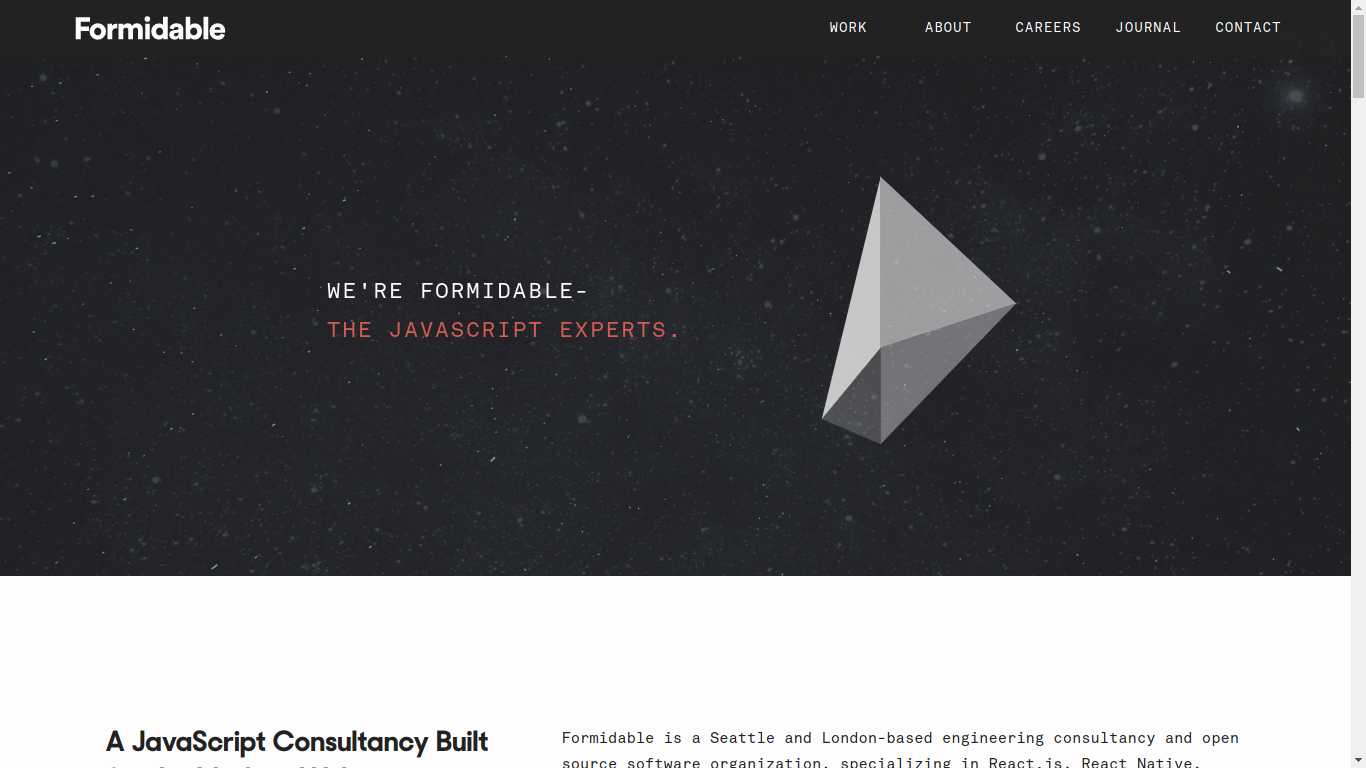 Formidable
WORK
ABOUT
CAREERS
JOURNAL
CONTACT
WE'RE FORMIDABLE-
THE JAVASCRIPT EXPERTS.
A JavaScript Consultancy Built
Formidable is a Seattle and London-based engineering consultancy and open
source software organization, specializing in React.js, React Native,